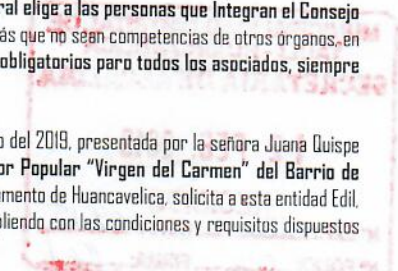 ral elige a las personas que Integran el Consejo
ás que no sean competencias de otros órganos, en
obligatorios paro todos los asociados, siempre
o del 2019, presentada por la señora Juana Quispe
or Popular "Virgen del Carmen" del Barrio de
amento de Huancavelica, solicita a esta entidad Edil,
pliendo con las condiciones y requisitos dispuestos